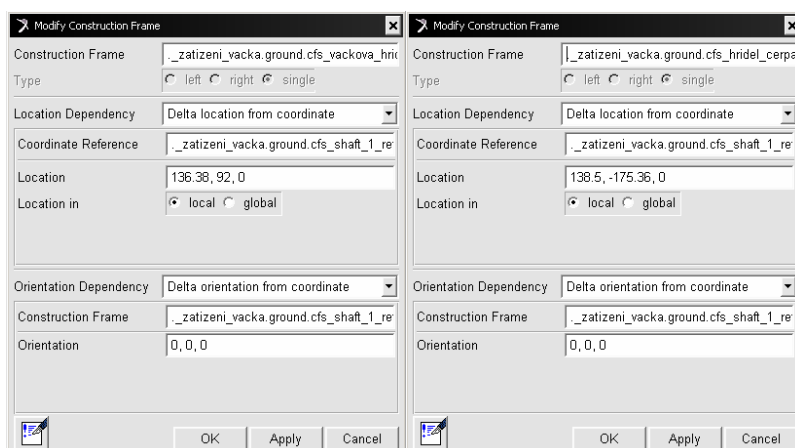 Modify Construction Frame
Construction Frame ._zatizeni_vacka.ground.cfs_vackova_hri
Type left right single
Location Dependency Delta location from coordinate
Coordinate Reference ._zatizeni_vacka.ground.cfs_shaft_1_re
Location 136.38, 92, 0
Location in local global
Orientation Dependency Delta orientation from coordinate
Construction Frame ._zatizeni_vacka.ground.cfs_shaft_1_re
Orientation 0, 0, 0
OK Apply Cancel
Modify Construction Frame
Construction Frame ._zatizeni_vacka.ground.cfs_hridel_cerpa
Type left right single
Location Dependency Delta location from coordinate
Coordinate Reference ._zatizeni_vacka.ground.cfs_shaft_1_re
Location 138.5, -175.36, 0
Location in local global
Orientation Dependency Delta orientation from coordinate
Construction Frame ._zatizeni_vacka.ground.cfs_shaft_1_re
Orientation 0, 0, 0
OK Apply Cancel